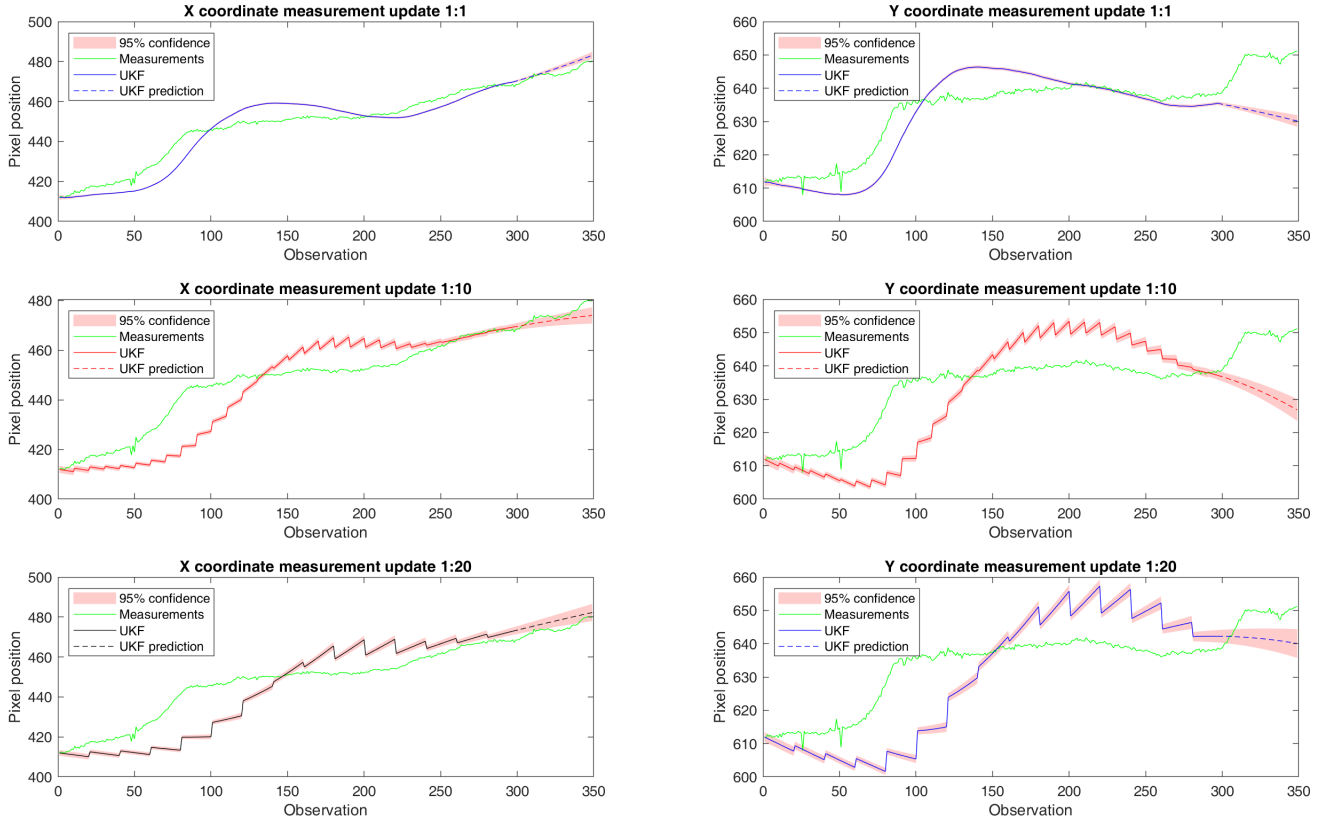 X coordinate measurement update 1:1
500
480
460
440
420
400
Pixel position
95% confidence
Measurements
UKF
UKF prediction
0 50 100 150 200 250 300 350
Observation
Y coordinate measurement update 1:1
660
650
640
630
620
610
600
Pixel position
95% confidence
Measurements
UKF
UKF prediction
0 50 100 150 200 250 300 350
Observation
X coordinate measurement update 1:10
480
460
440
420
400
Pixel position
95% confidence
Measurements
UKF
UKF prediction
0 50 100 150 200 250 300 350
Observation
Y coordinate measurement update 1:10
660
650
640
630
620
610
600
Pixel position
95% confidence
Measurements
UKF
UKF prediction
0 50 100 150 200 250 300 350
Observation
X coordinate measurement update 1:20
500
480
460
440
420
400
Pixel position
95% confidence
Measurements
UKF
UKF prediction
0 50 100 150 200 250 300 350
Observation
Y coordinate measurement update 1:20
660
650
640
630
620
610
600
Pixel position
95% confidence
Measurements
UKF
UKF prediction
0 50 100 150 200 250 300 350
Observation